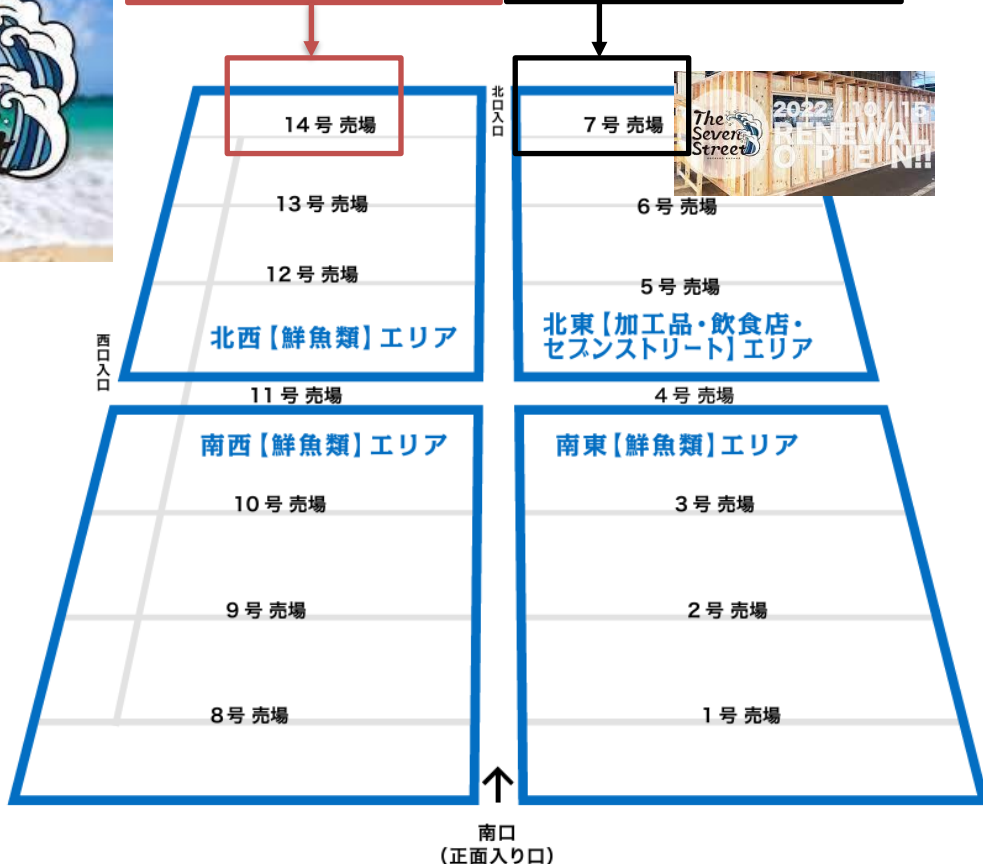 北口入口
14号 売場
7号 売場
The
Seven
Street
2022 / 10 / 15
RENEWAL
OPEN!!
13号 売場
6号 売場
12号 売場
5号 売場
北西【鮮魚類】エリア
北東【加工品・飲食店・
セブンストリート】エリア
西口入口
11号 売場
4号 売場
南西【鮮魚類】エリア
南東【鮮魚類】エリア
10号 売場
3号 売場
9号 売場
2号 売場
8号 売場
1号 売場
↑
南口
（正面入り口）